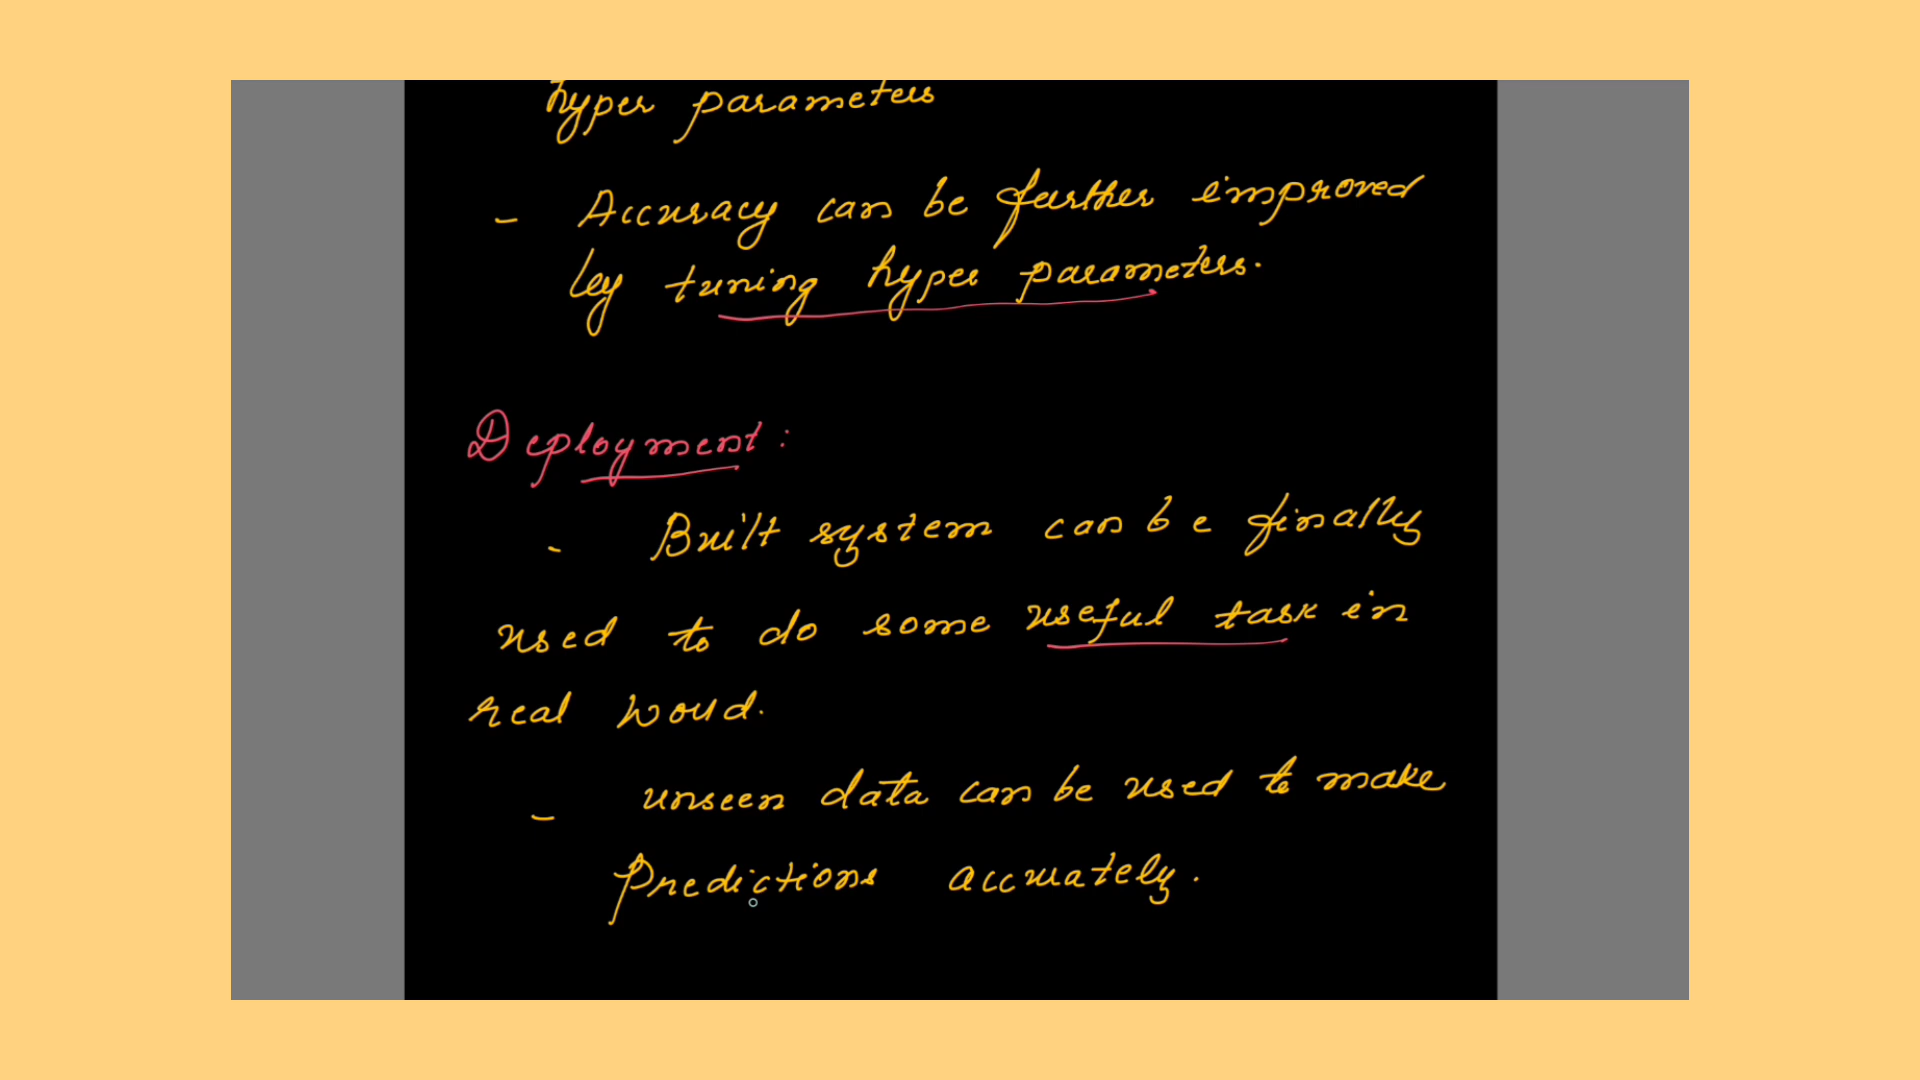 hyper parameters
- Accuracy can be further improved
by tuning hyper parameters.
Deployment:
- Built system can be finally
used to do some useful task in
real world.
- unseen data can be used to make
Predictions accurately.